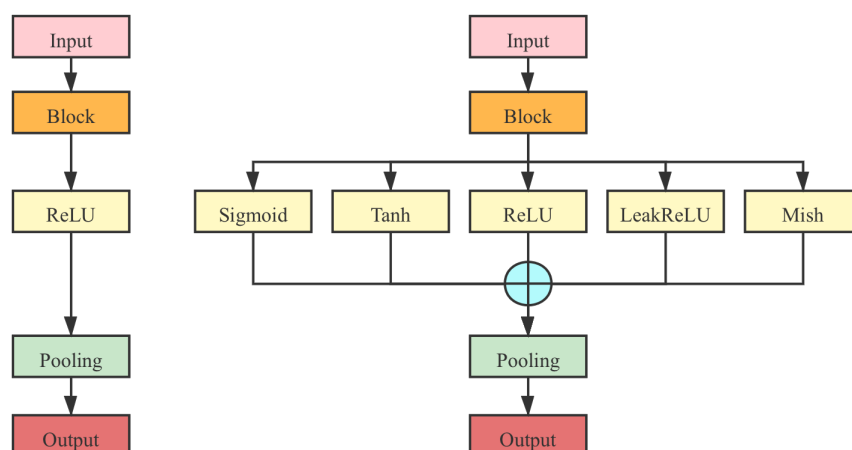 Input
Block
ReLU
Pooling
Output
Input
Block
Sigmoid
Tanh
ReLU
LeakReLU
Mish
Pooling
Output